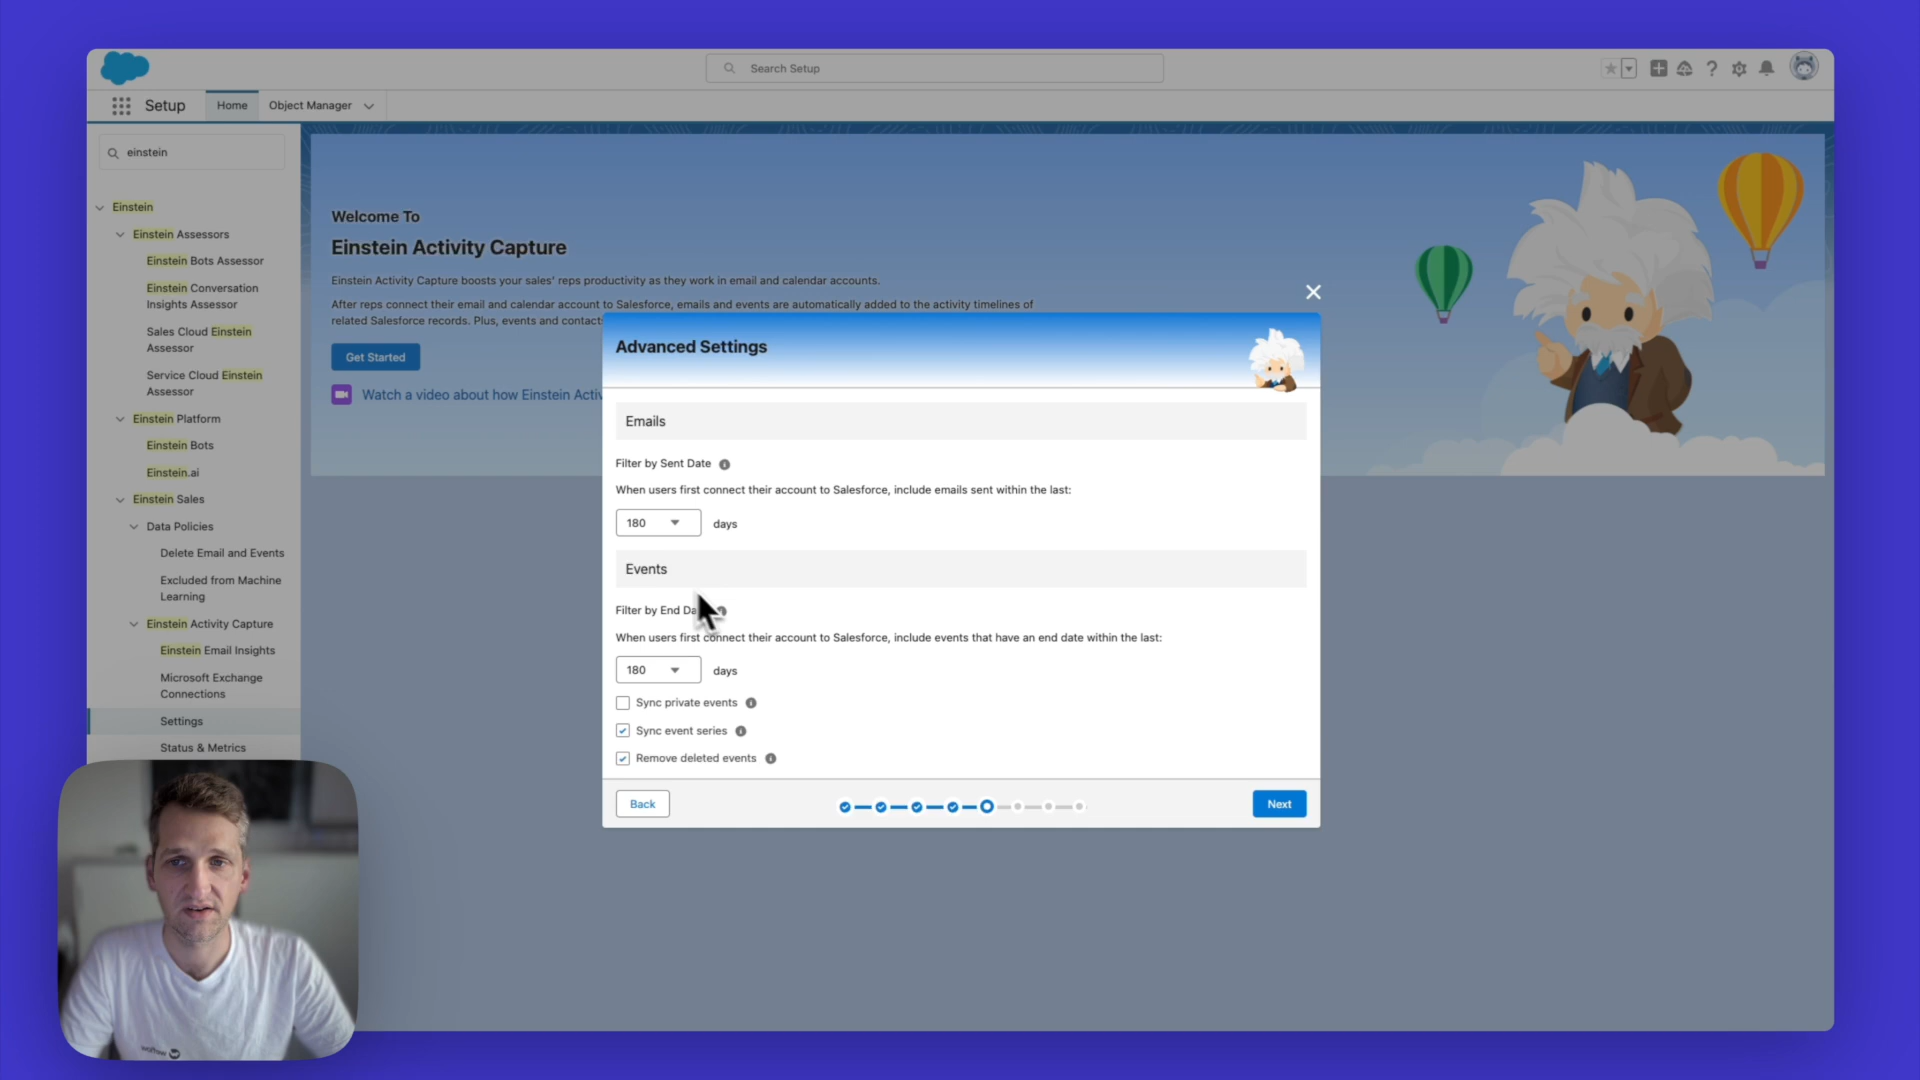 Search Setup
Setup
Home
Object Manager
einstein
Einstein
Einstein Assessors
Einstein Bots Assessor
Einstein Conversation
Insights Assessor
Sales Cloud Einstein
Assessor
Service Cloud Einstein
Assessor
Einstein Platform
Einstein Bots
Einstein.ai
Einstein Sales
Data Policies
Delete Email and Events
Excluded from Machine
Learning
Einstein Activity Capture
Einstein Email Insights
Microsoft Exchange
Connections
Settings
Status & Metrics
Welcome To
Einstein Activity Capture
Einstein Activity Capture boosts your sales' reps productivity as they work in email and calendar accounts.
After reps connect their email and calendar account to Salesforce, emails and events are automatically added to the activity timelines of
related Salesforce records. Plus, events and contact
Get Started
Watch a video about how Einstein
Advanced Settings
Emails
Filter by Sent Date
When users first connect their account to Salesforce, include emails sent within the last:
180 days
Events
Filter by End
When users first connect their account to Salesforce, include events that have an end date within the last:
180 days
Sync private events
Sync event series
Remove deleted events
Back
Next